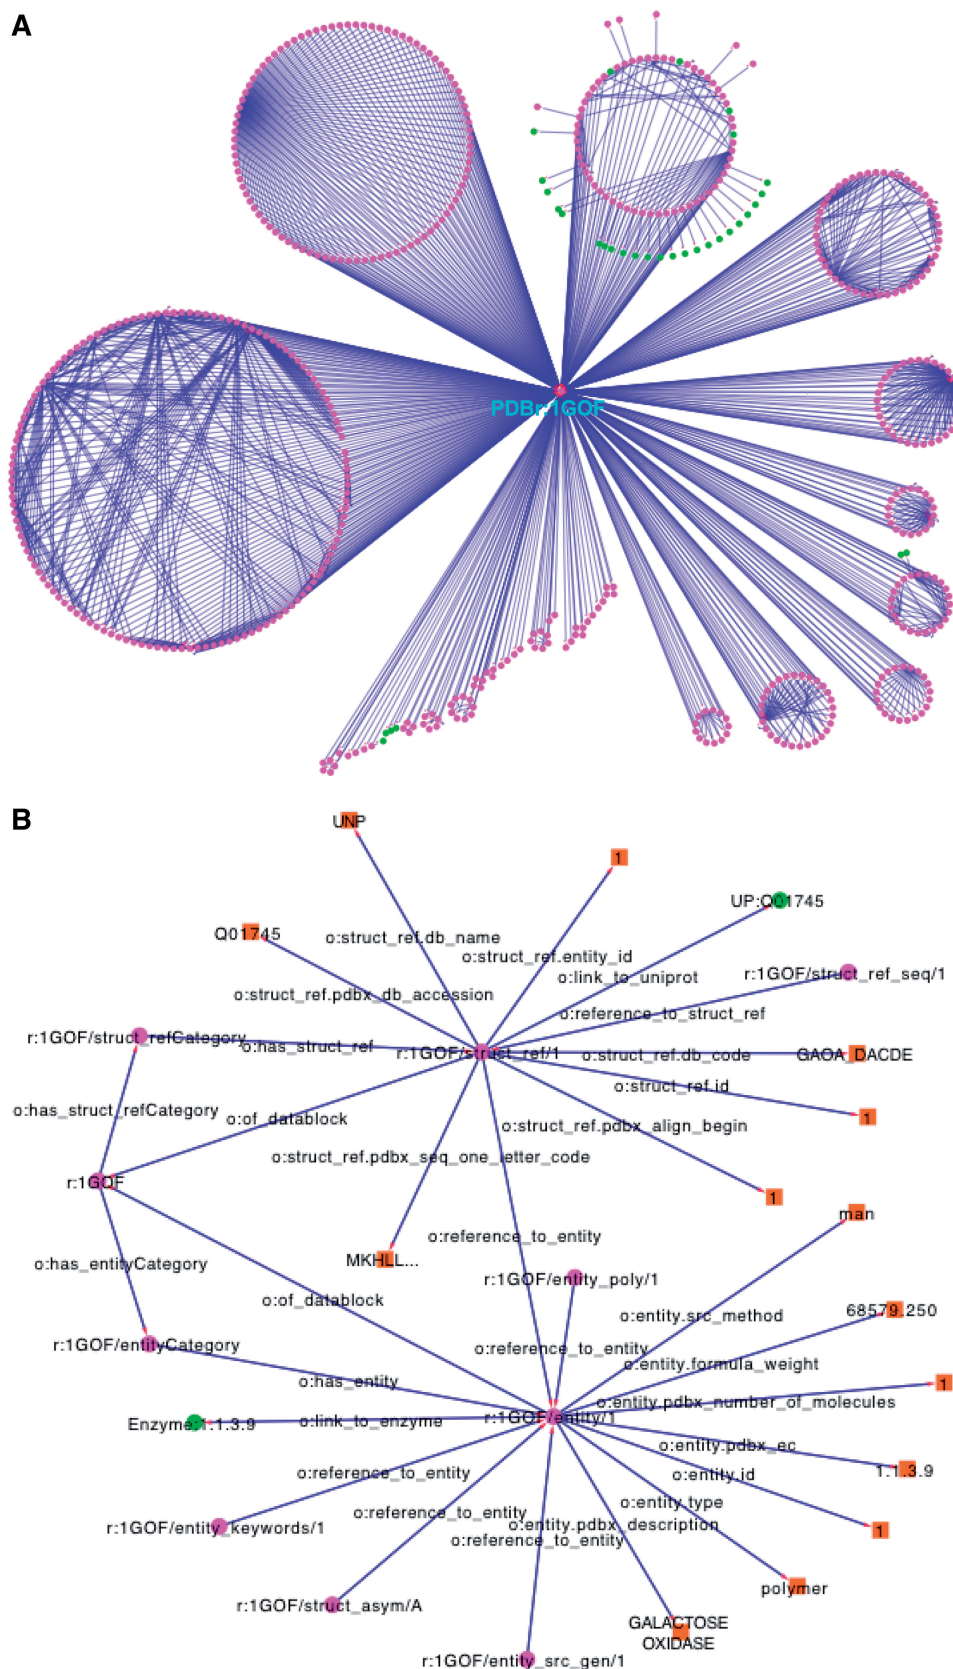 A
PDBr:1GOF
B
UNP
1
UP:Q01745
Q01745
o:struct_ref.db_name
o:struct_ref.entity_id
o:link_to_uniprot
r:1GOF/struct_ref_seq/1
o:struct_ref.pdbx_db_accession
o:reference_to_struct_ref
r:1GOF/struct_refCategory
o:has_struct_ref
r:1GOF/struct_ref/1
o:struct_ref.db_code
GAOA_DACDE
o:struct_ref.id
o:has_struct_refCategory
o:of_datablock
o:struct_ref.pdbx_align_begin
1
o:struct_ref.pdbx_seq_one_letter_code
r:1GOF
1
man
o:reference_to_entity
o:has_entityCategory
MKHLL...
r:1GOF/entity_poly/1
o:of_datablock
o:entity.src_method
68579.250
r:1GOF/entityCategory
o:reference_to_entity
o:entity.formula_weight
o:has_entity
1
o:entity.pdbx_number_of_molecules
Enzyme:1.1.3.9
o:link_to_enzyme
r:1GOF/entity/1
o:entity.pdbx_ec
o:reference_to_entity
o:entity.id
1.1.3.9
o:entity.type
o:reference_to_entity
o:entity.pdbx_description
r:1GOF/entity_keywords/1
o:reference_to_entity
1
polymer
r:1GOF/struct_asym/A
GALACTOSE
OXIDASE
r:1GOF/entity_src_gen/1